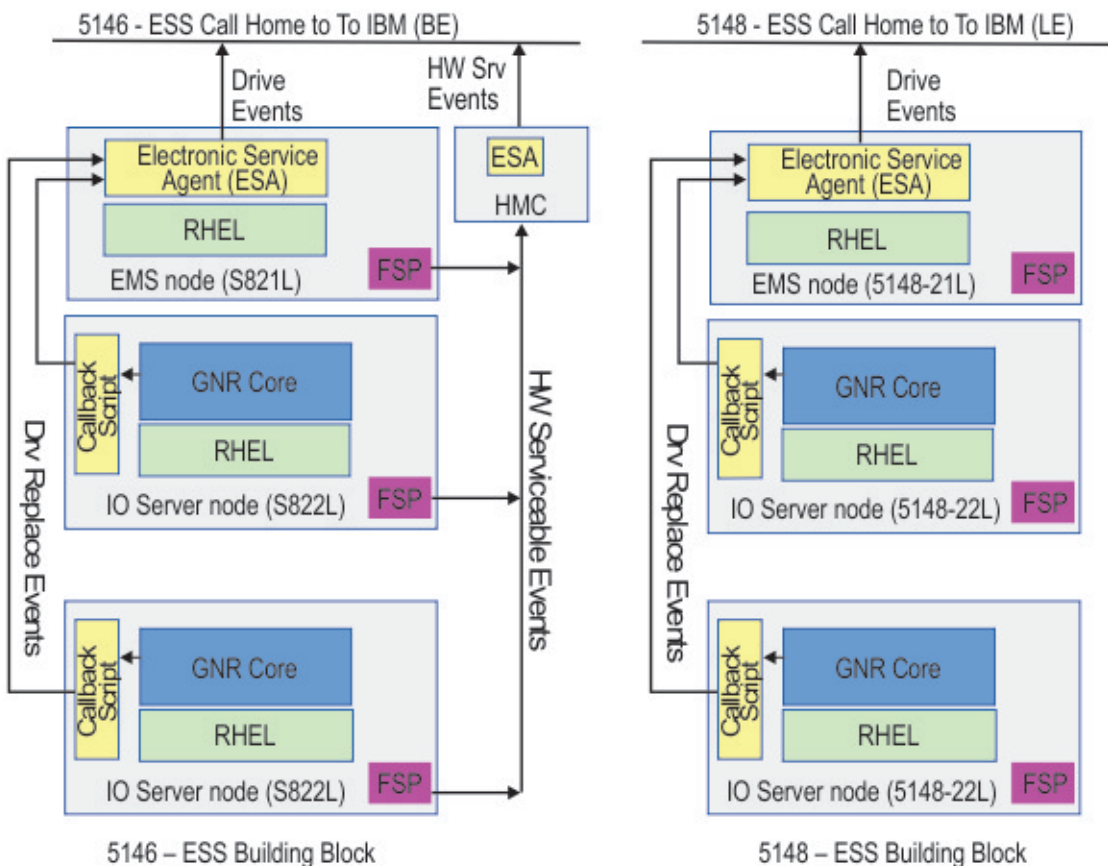 5146 - ESS Call Home to To IBM (BE)
Drive
Events
HW Srv
Events
Electronic Service
Agent (ESA)
RHEL
FSP
EMS node (S821L)
ESA
HMC
Callback
Script
GNR Core
RHEL
FSP
IO Server node (S822L)
Drv Replace Events
HW Serviceable Events
Callback
Script
GNR Core
RHEL
FSP
IO Server node (S822L)
5146 – ESS Building Block
5148 - ESS Call Home to To IBM (LE)
Drive
Events
Electronic Service
Agent (ESA)
RHEL
FSP
EMS node (5148-21L)
Callback
Script
GNR Core
RHEL
FSP
IO Server node (5148-22L)
Drv Replace Events
Callback
Script
GNR Core
RHEL
FSP
IO Server node (5148-22L)
5148 – ESS Building Block